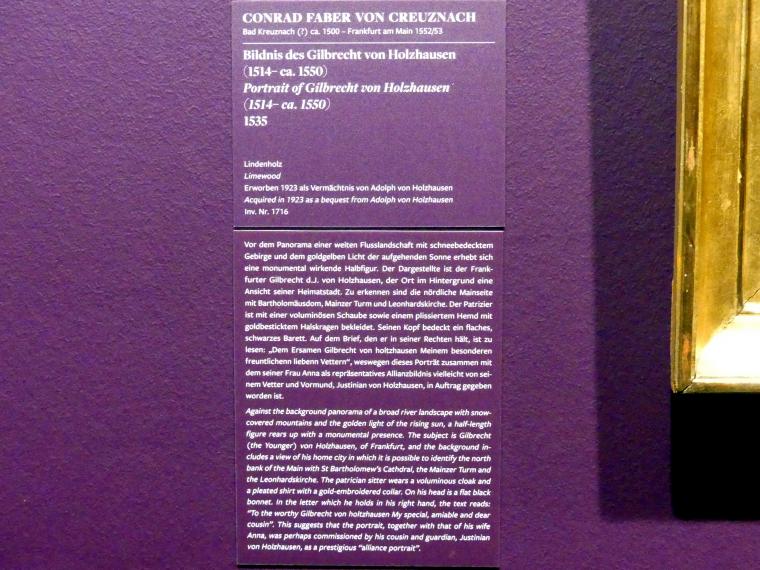 CONRAD FABER VON CREUZNACH
Bad Kreuznach (?) ca. 1500 – Frankfurt am Main 1552/53
Bildnis des Gilbrecht von Holzhausen
(1514– ca. 1550)
Portrait of Gilbrecht von Holzhausen
(1514– ca. 1550)
1535
Lindenholz
Limewood
Erworben 1923 als Vermächtnis von Adolph von Holzhausen
Acquired in 1923 as a bequest from Adolph von Holzhausen
Inv. Nr. 1716
Vor dem Panorama einer weiten Flusslandschaft mit schneebedecktem
Gebirge und dem goldgelben Licht der aufgehenden Sonne erhebt sich
eine monumental wirkende Halbfigur. Der Dargestellte ist der Frank-
furter Gilbrecht d.J. von Holzhausen, der Ort im Hintergrund eine
Ansicht seiner Heimatstadt. Zu erkennen sind die nördliche Mainseite
mit Bartholomäusdom, Mainzer Turm und Leonhardskirche. Der Patrizier
ist mit einer voluminösen Schaube sowie einem plissiertem Hemd mit
goldbesticktem Halskragen bekleidet. Seinen Kopf bedeckt ein flaches,
schwarzes Barett. Auf dem Brief, den er in seiner Rechten hält, ist zu
lesen: „Dem Ersamen Gilbrecht von holtzhausen Meinem besonderen
freuntlichenn liebenn Vettern“, weswegen dieses Porträt zusammen mit
dem seiner Frau Anna als repräsentatives Allianzbildnis vielleicht von sei-
nem Vetter und Vormund, Justinian von Holzhausen, in Auftrag gegeben
worden ist.
Against the background panorama of a broad river landscape with snow-
covered mountains and the golden light of the rising sun, a half-length
figure rears up with a monumental presence. The subject is Gilbrecht
(the Younger) von Holzhausen, of Frankfurt, and the background in-
cludes a view of his home city in which it is possible to identify the north
bank of the Main with St Bartholomew's Cathdral, the Mainzer Turm and
the Leonhardskirche. The patrician sitter wears a voluminous cloak and
a pleated shirt with a gold-embroidered collar. On his head is a flat black
bonnet. In the letter which he holds in his right hand, the text reads:
"To the worthy Gilbrecht von holtzhausen My special, amiable and dear
cousin". This suggests that the portrait, together with that of his wife
Anna, was perhaps commissioned by his cousin and guardian, Justinian
von Holzhausen, as a prestigious "alliance portrait".